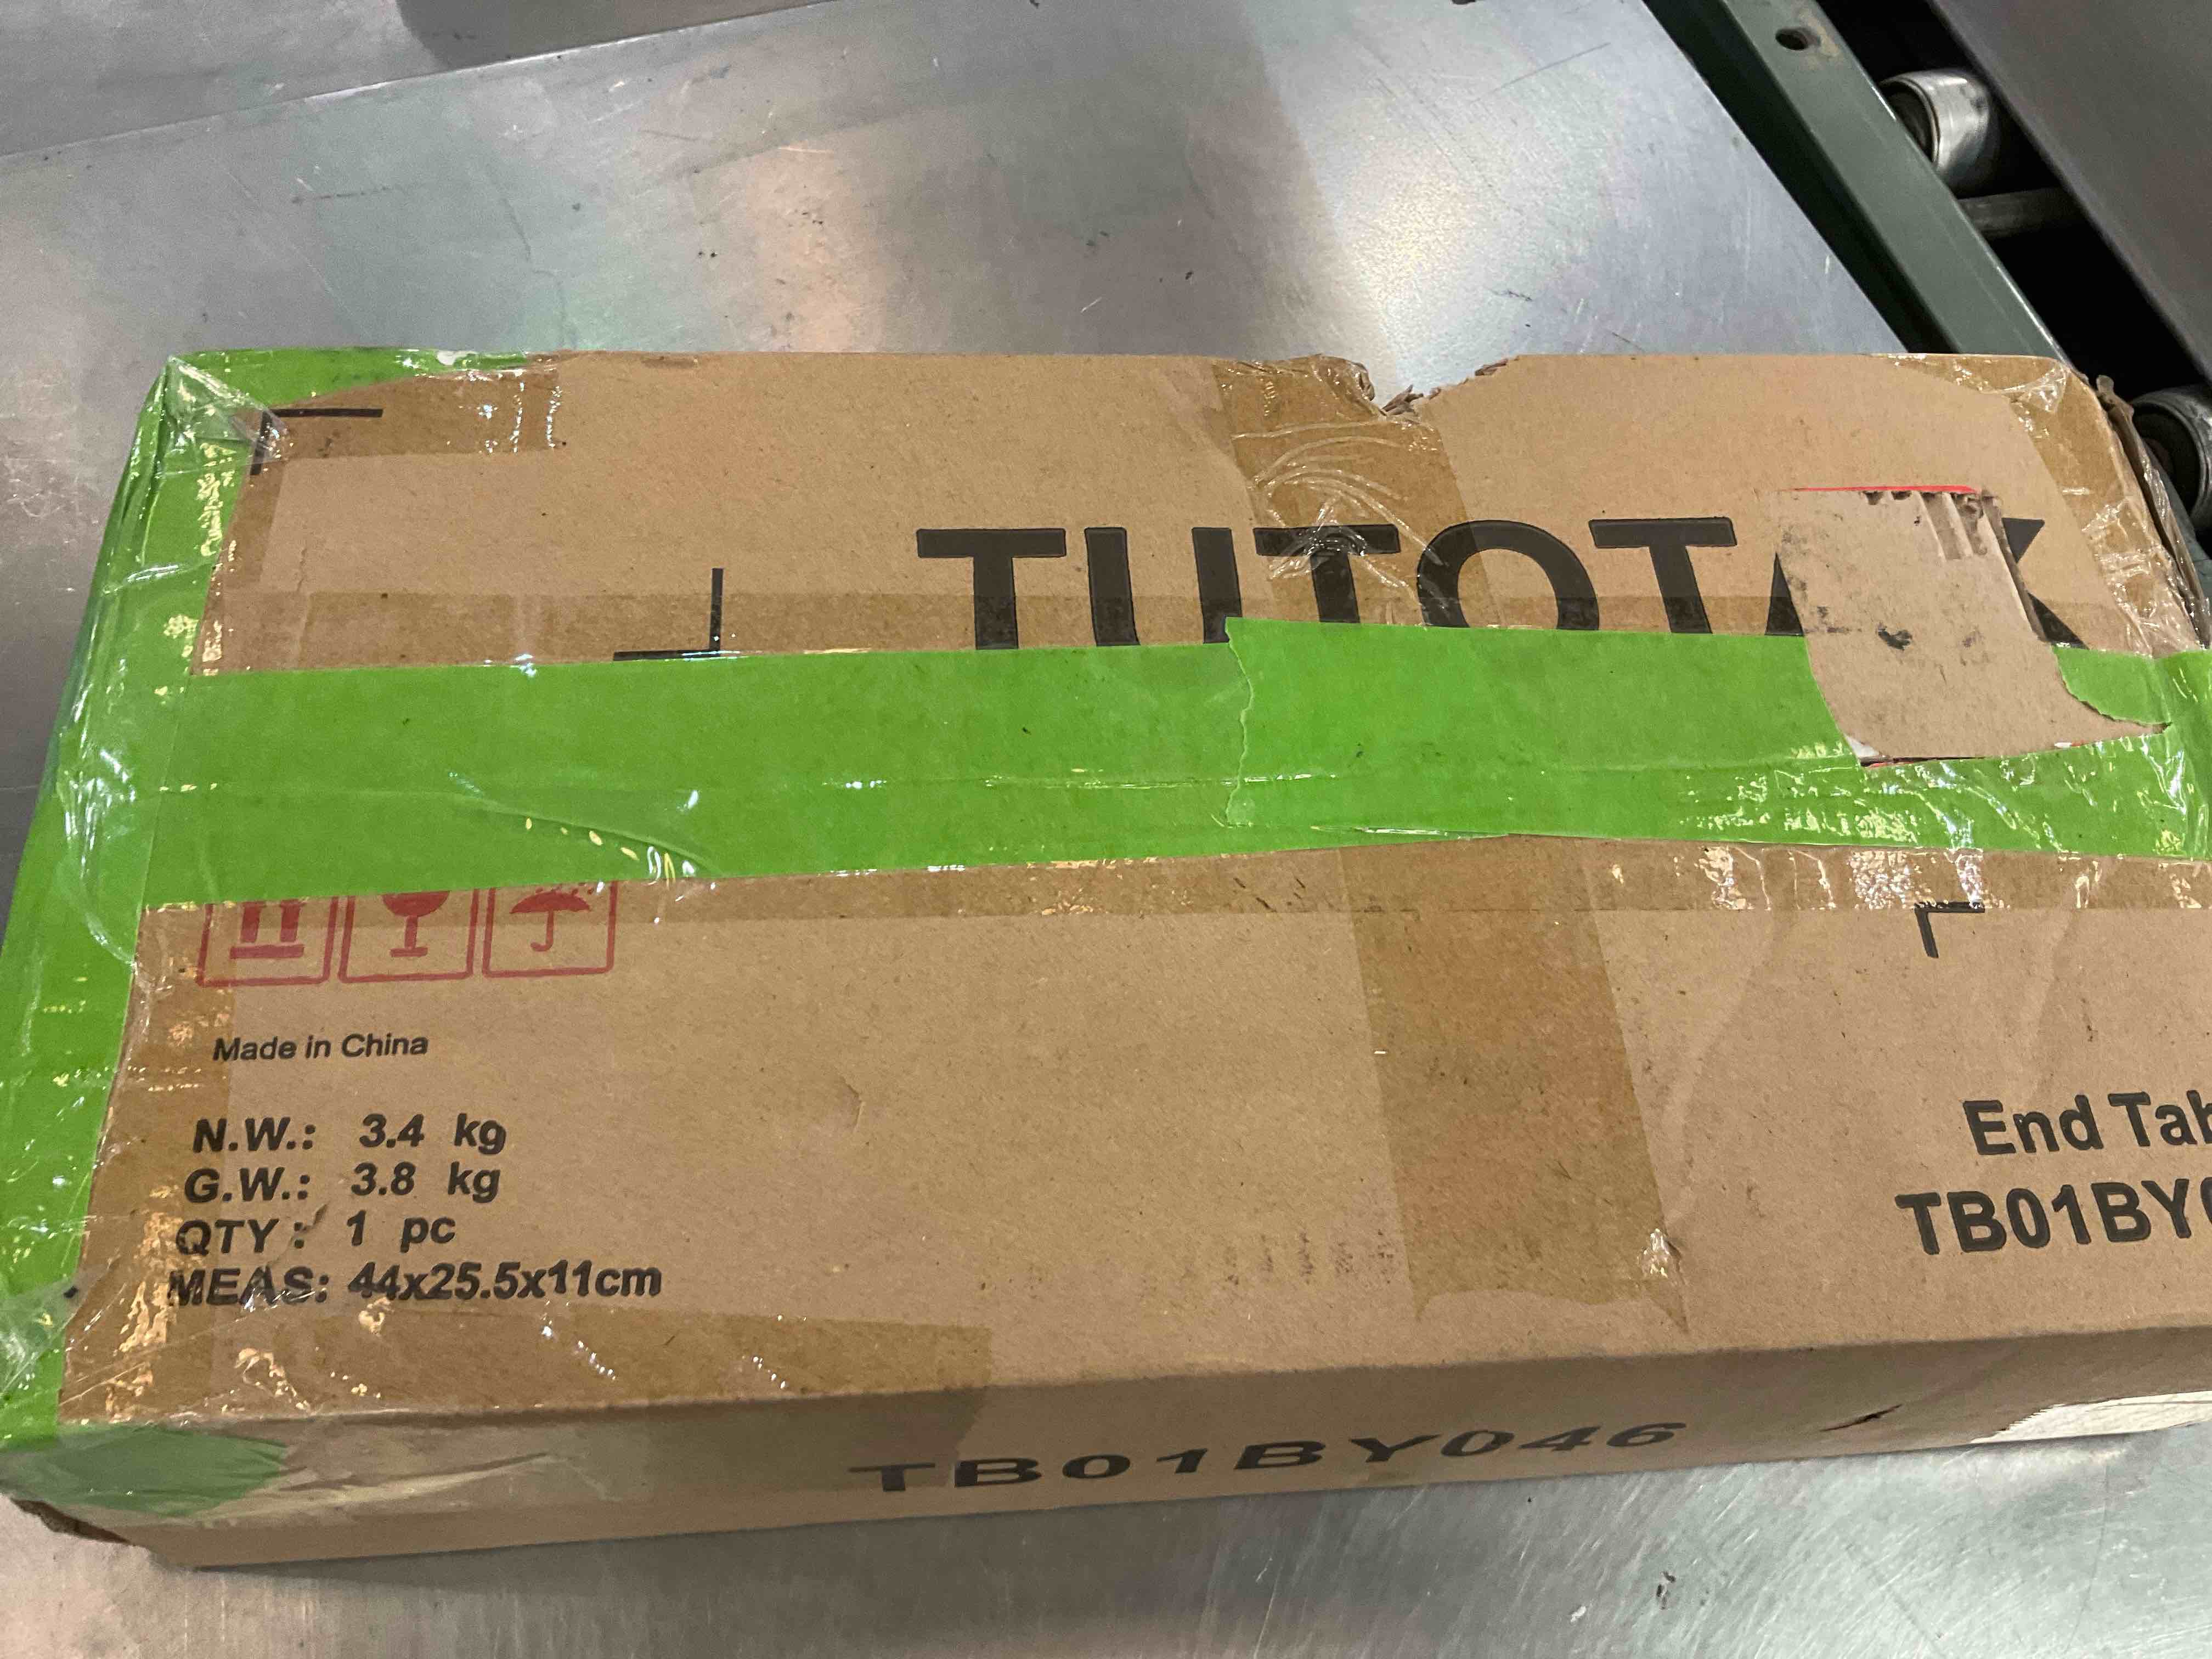 TUTOTA K
Made in China
N.W.: 3.4 kg
G.W.: 3.8 kg
QTY: 1 pc
MEAS: 44x25.5x11cm
End Tab
TB01BY0
TB01BY046